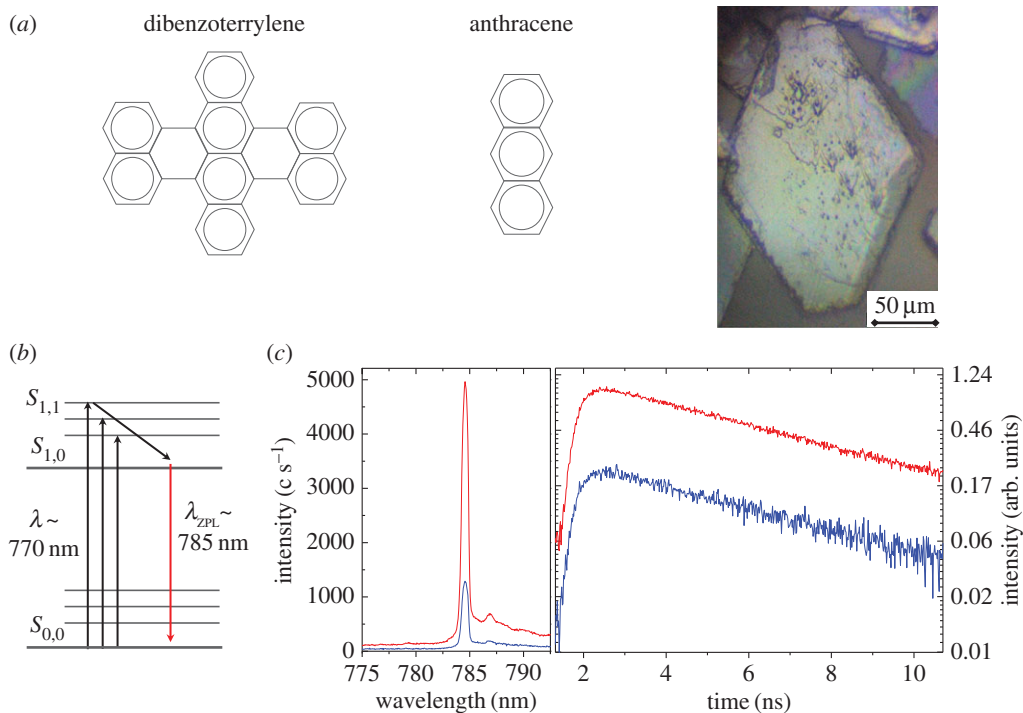 (a) dibenzoterrylene anthracene
50 μm
(b)
S1,1
S1,0
λ ~
770 nm
λZPL ~
785 nm
S0,0
(c)
intensity (c s−1)
5000
4000
3000
2000
1000
0
775 780 785 790
wavelength (nm)
2 4 6 8 10
time (ns)
1.24
0.46
0.17
0.06
0.02
0.01
intensity (arb. units)